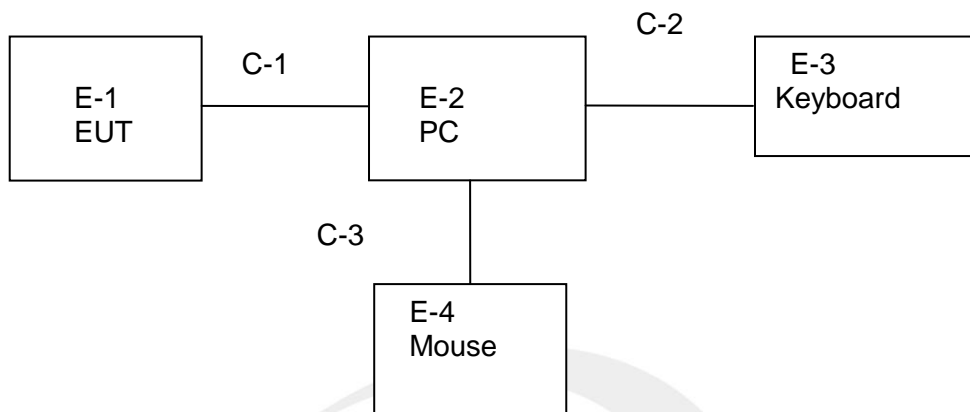 C-2
C-1
E-1
EUT
E-2
PC
E-3
Keyboard
C-3
E-4
Mouse